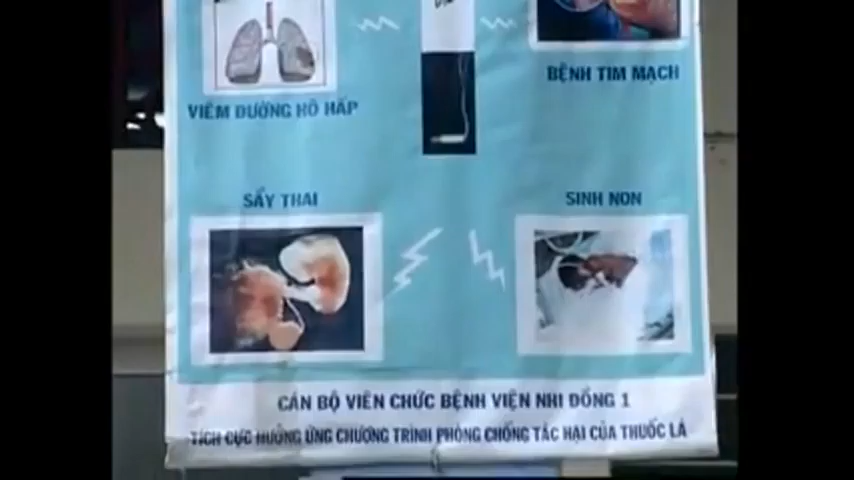 BỆNH TIM MẠCH
VIÊM ĐƯỜNG HÔ HẤP
SẨY THAI
SINH NON
CÁN BỘ VIÊN CHỨC BỆNH VIỆN NHI ĐỒNG 1
TÍCH CỰC HƯỞNG ỨNG CHƯƠNG TRÌNH PHÒNG CHỐNG TÁC HẠI CỦA THUỐC LÁ